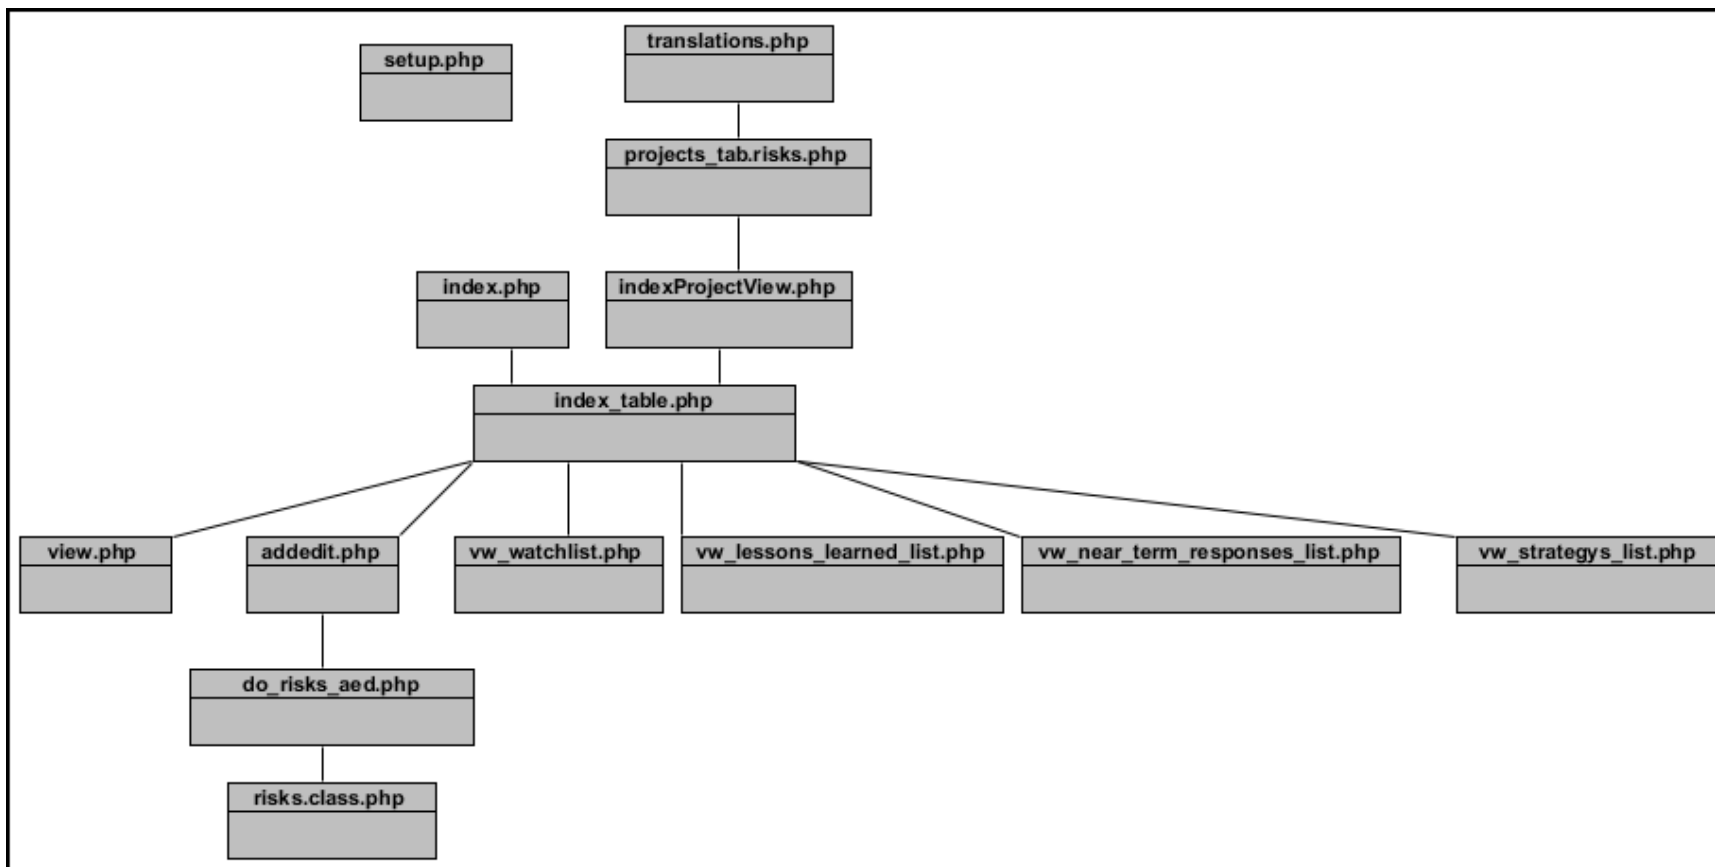 translations.php
setup.php
projects_tab.risks.php
index.php
indexProjectView.php
index_table.php
view.php
addedit.php
vw_watchlist.php
vw_lessons_learned_list.php
vw_near_term_responses_list.php
vw_strategys_list.php
do_risks_aed.php
risks.class.php